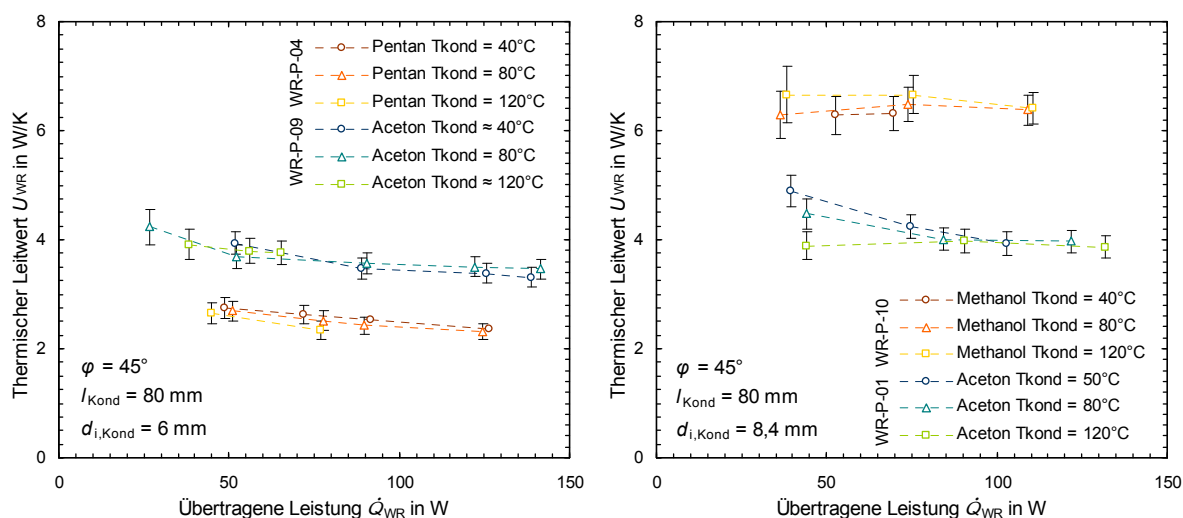 Thermischer Leitwert UWR in W/K
8
6
4
2
0
WR-P-04
WR-P-09
Pentan Tkond = 40°C
Pentan Tkond = 80°C
Pentan Tkond = 120°C
Aceton Tkond ≈ 40°C
Aceton Tkond = 80°C
Aceton Tkond ≈ 120°C
φ = 45°
lKond = 80 mm
di,Kond = 6 mm
0 50 100 150
Übertragene Leistung Q̇WR in W
Thermischer Leitwert UWR in W/K
8
6
4
2
0
WR-P-10
WR-P-01
Methanol Tkond = 40°C
Methanol Tkond = 80°C
Methanol Tkond = 120°C
Aceton Tkond = 50°C
Aceton Tkond = 80°C
Aceton Tkond = 120°C
φ = 45°
lKond = 80 mm
di,Kond = 8,4 mm
0 50 100 150
Übertragene Leistung Q̇WR in W